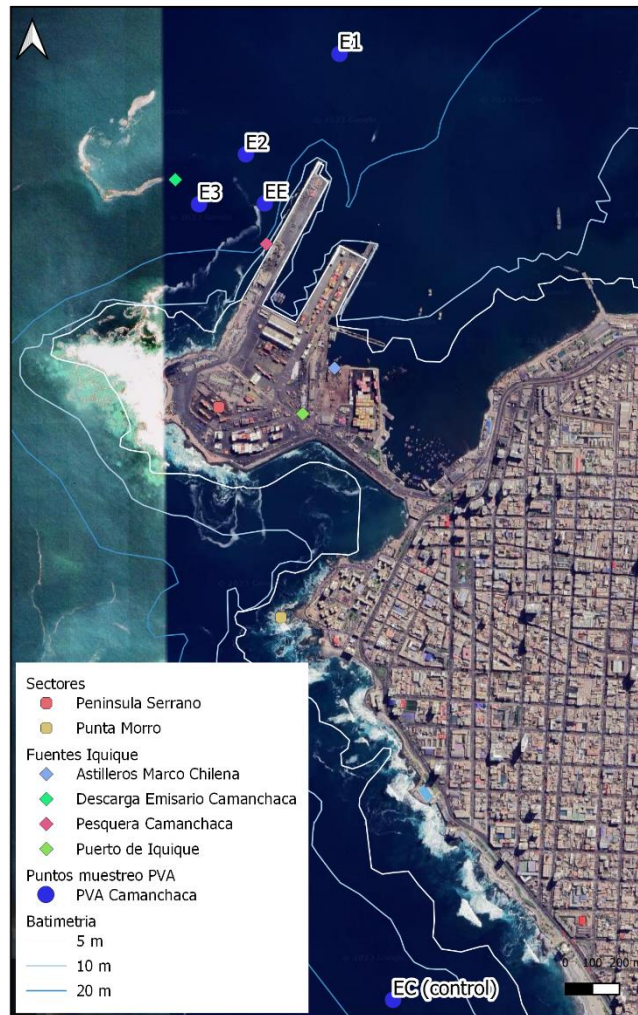 E1
E2
E3
EE
Sectores
Peninsula Serrano
Punta Morro
Fuentes Iquique
Astilleros Marco Chilena
Descarga Emisario Camanchaca
Pesquera Camanchaca
Puerto de Iquique
Puntos muestreo PVA
PVA Camanchaca
Batimetria
5 m
10 m
20 m
0 100 200 m
EC (control)